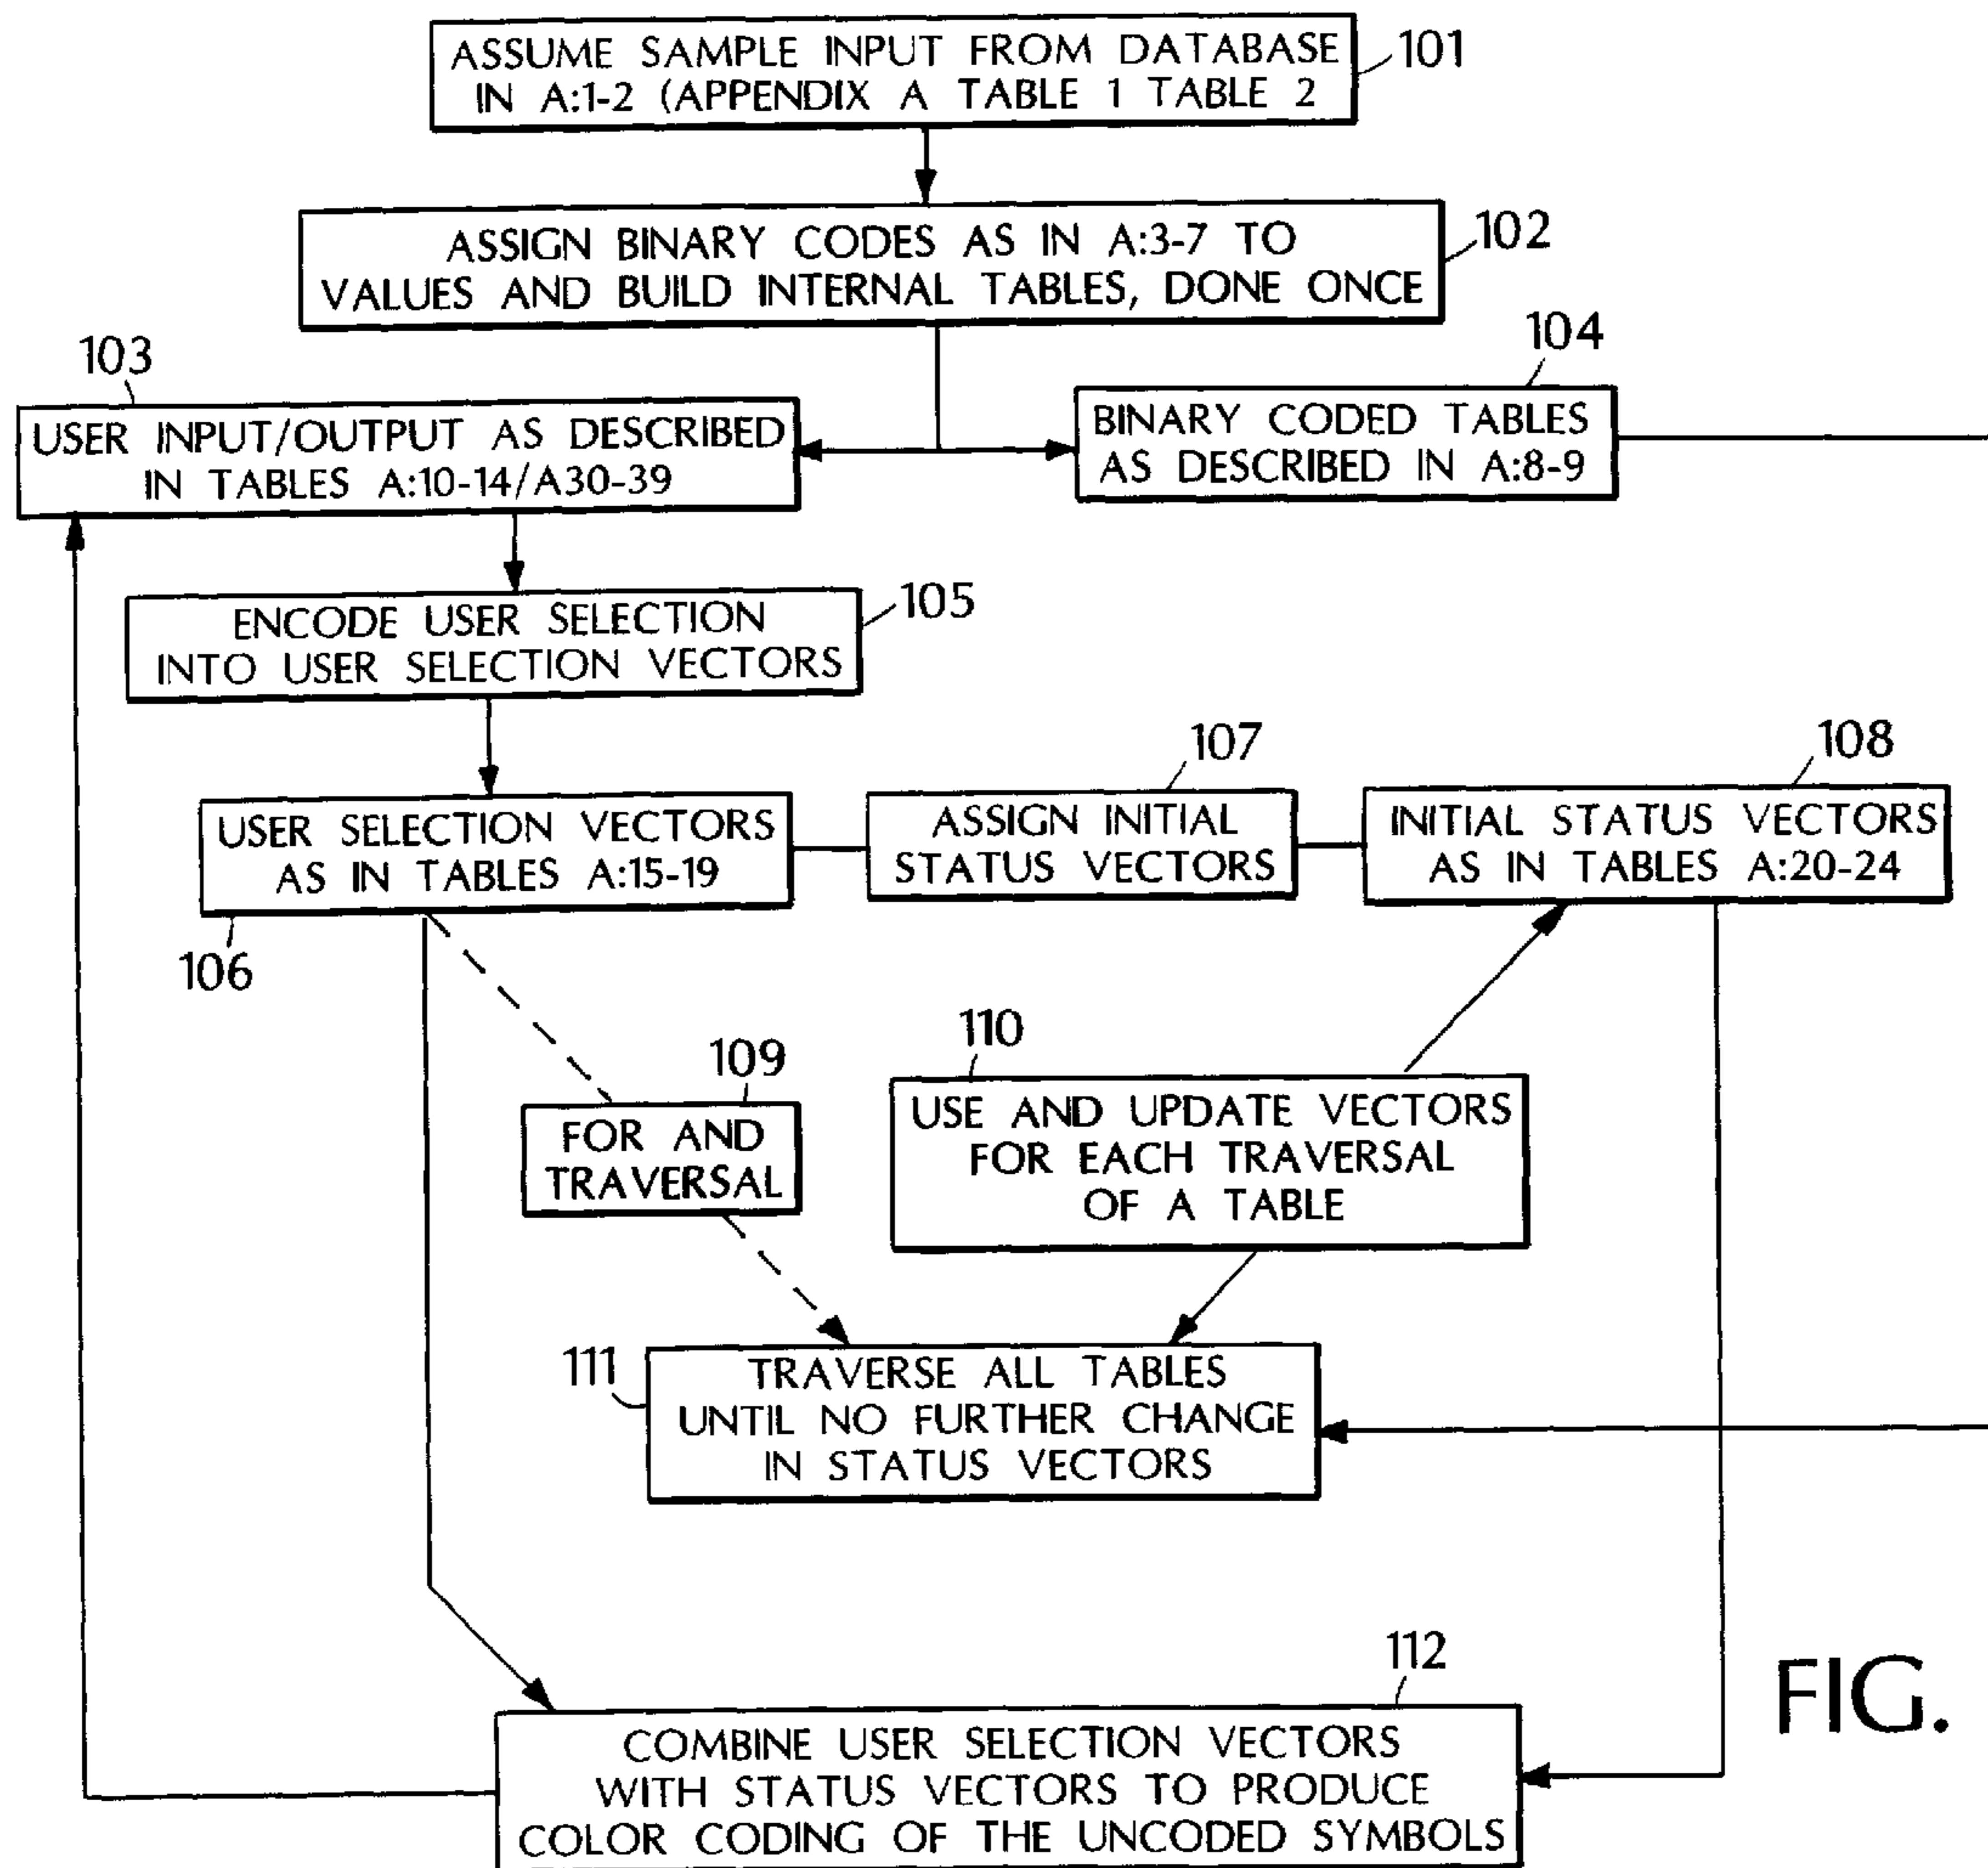 ASSUME SAMPLE INPUT FROM DATABASE
IN A:1-2 (APPENDIX A TABLE 1 TABLE 2
101
ASSIGN BINARY CODES AS IN A:3-7 TO
VALUES AND BUILD INTERNAL TABLES, DONE ONCE
102
103
USER INPUT/OUTPUT AS DESCRIBED
IN TABLES A:10-14/A30-39
104
BINARY CODED TABLES
AS DESCRIBED IN A:8-9
ENCODE USER SELECTION
INTO USER SELECTION VECTORS
105
USER SELECTION VECTORS
AS IN TABLES A:15-19
106
107
ASSIGN INITIAL
STATUS VECTORS
108
INITIAL STATUS VECTORS
AS IN TABLES A:20-24
109
FOR AND
TRAVERSAL
110
USE AND UPDATE VECTORS
FOR EACH TRAVERSAL
OF A TABLE
111
TRAVERSE ALL TABLES
UNTIL NO FURTHER CHANGE
IN STATUS VECTORS
112
COMBINE USER SELECTION VECTORS
WITH STATUS VECTORS TO PRODUCE
COLOR CODING OF THE UNCODED SYMBOLS
FIG.